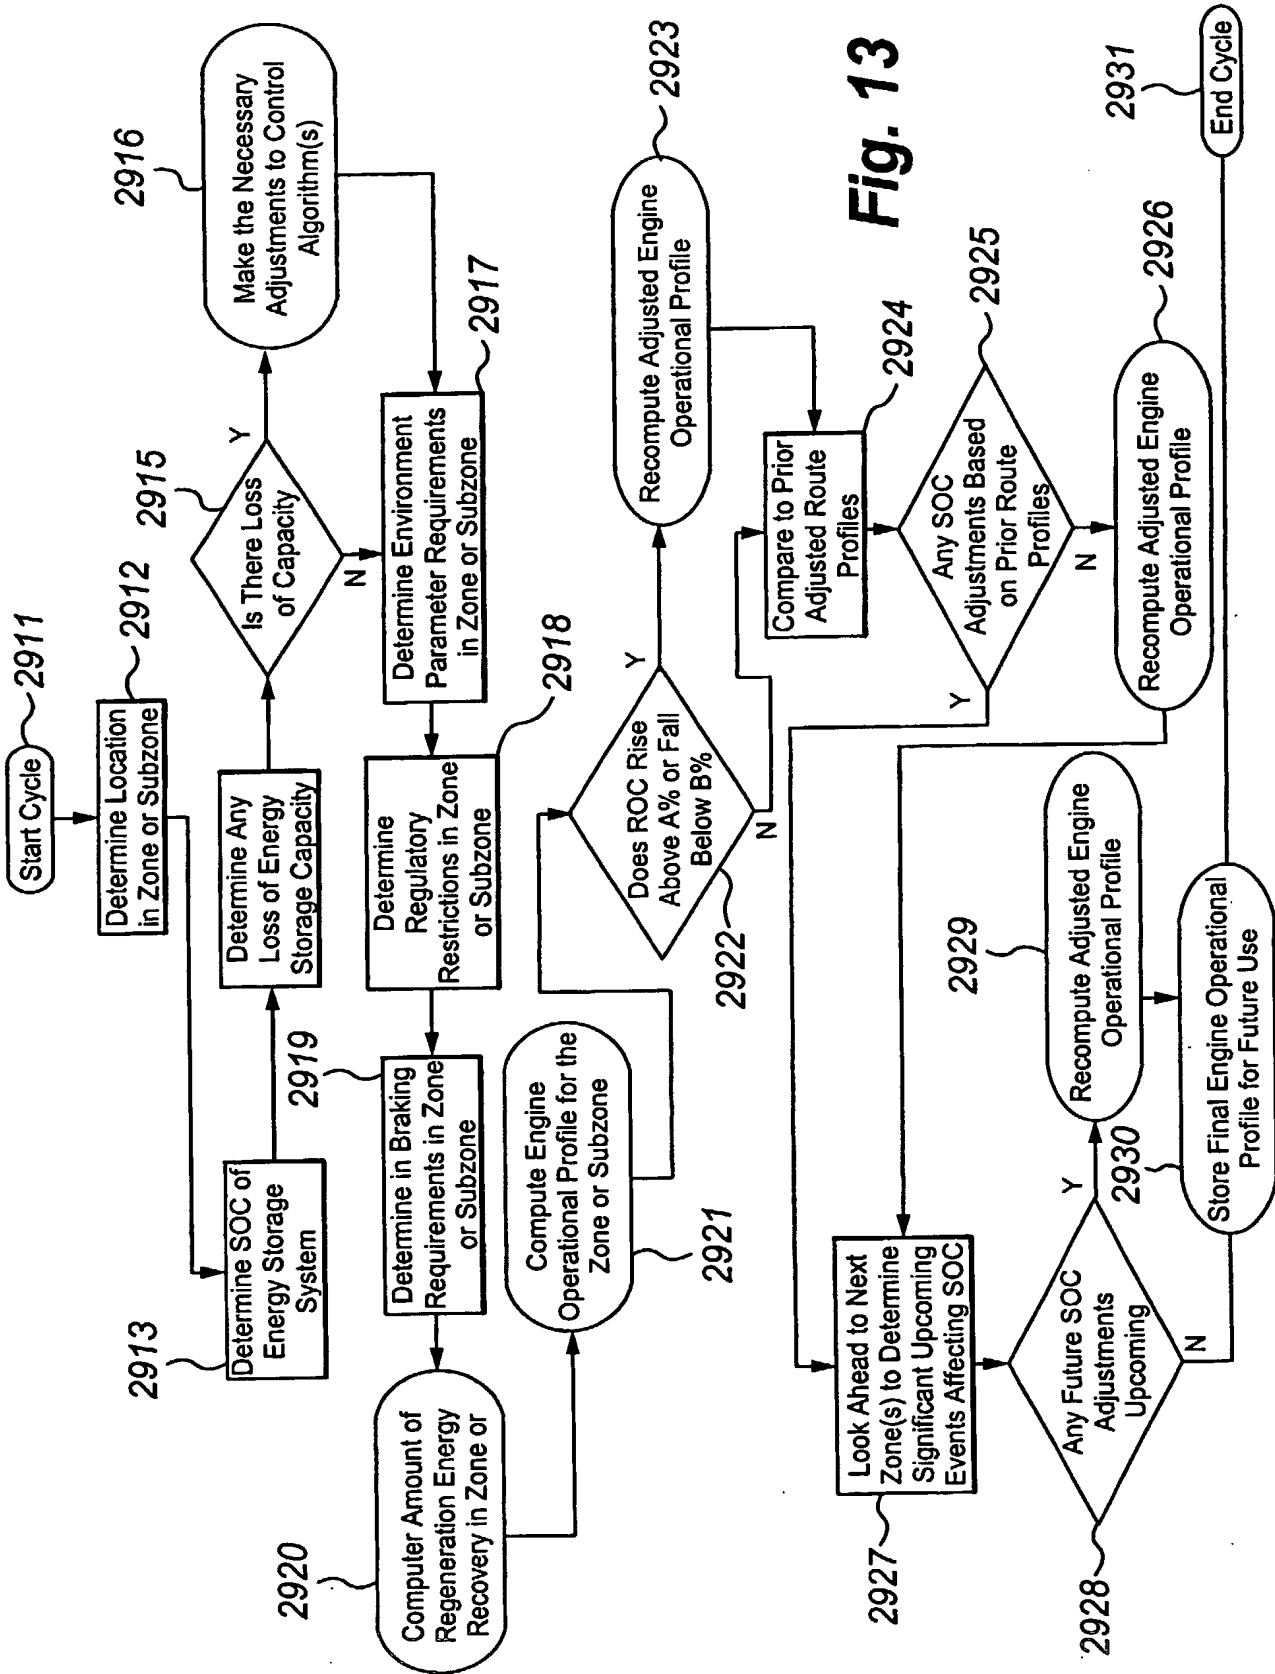 2911
Start Cycle
2912
Determine Location
in Zone or Subzone
2913
Determine SOC of
Energy Storage
System
Determine Any
Loss of Energy
Storage Capacity
2915
Is There Loss
of Capacity
Y
N
2916
Make the Necessary
Adjustments to Control
Algorithm(s)
2917
Determine Environment
Parameter Requirements
in Zone or Subzone
2918
Determine
Regulatory
Restrictions in Zone
or Subzone
2919
Determine in Braking
Requirements in Zone
or Subzone
2920
Computer Amount of
Regeneration Energy
Recovery in Zone or
Compute Engine
Operational Profile for the
Zone or Subzone
2921
Does ROC Rise
Above A% or Fall
Below B%
2922
Y
N
2923
Recompute Adjusted Engine
Operational Profile
Compare to Prior
Adjusted Route
Profiles
2924
Any SOC
Adjustments Based
on Prior Route
Profiles
2925
Y
N
2926
Recompute Adjusted Engine
Operational Profile
Look Ahead to Next
Zone(s) to Determine
Significant Upcoming
Events Affecting SOC
2927
Any Future SOC
Adjustments
Upcoming
2928
Y
N
2929
Recompute Adjusted Engine
Operational Profile
2930
Store Final Engine Operational
Profile for Future Use
2931
End Cycle
Fig. 13